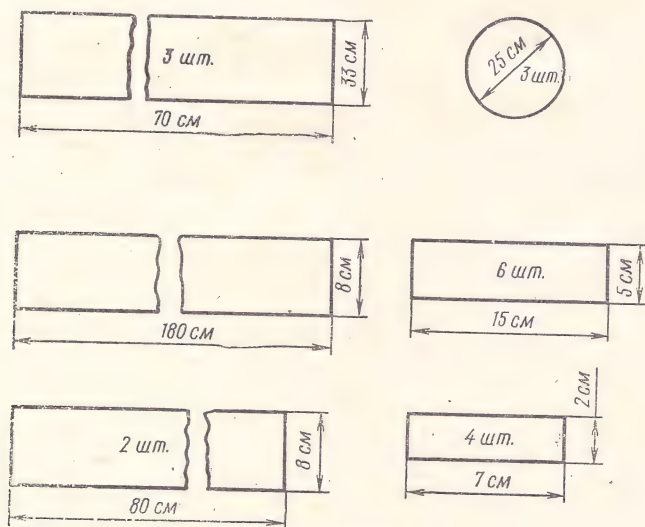 3 шт.
33 см
70 см
25 см
3 шт.
8 см
180 см
6 шт.
5 см
15 см
2 шт.
8 см
80 см
2 см
4 шт.
7 см